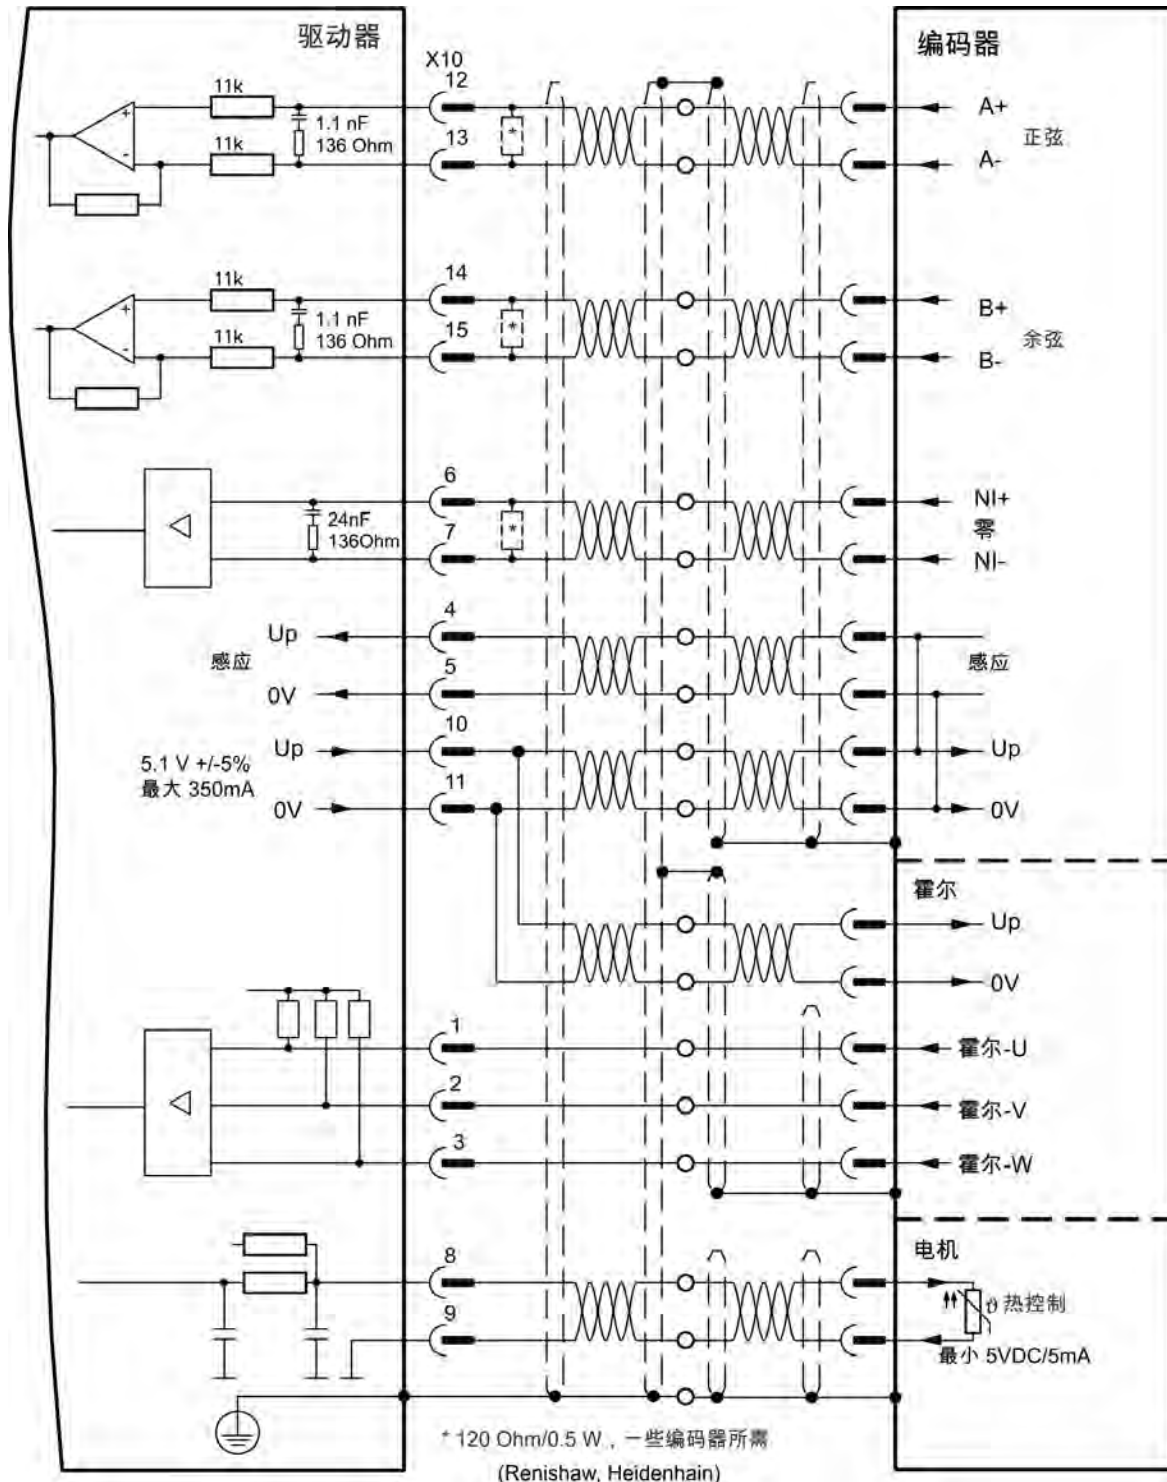 驱动器
X10
编码器
12
11k
1.1 nF
136 Ohm
13
11k
+
-
*
A+
正弦
A-
14
11k
1.1 nF
136 Ohm
15
11k
+
-
*
B+
余弦
B-
6
24nF
136Ohm
7
*
NI+
零
NI-
4
Up
感应
感应
5
0V
10
Up
Up
5.1 V +/-5%
最大 350mA
11
0V
0V
霍尔
Up
0V
1
霍尔-U
2
霍尔-V
3
霍尔-W
电机
8
ϑ 热控制
9
最小 5VDC/5mA
* 120 Ohm/0.5 W，一些编码器所需
(Renishaw, Heidenhain)